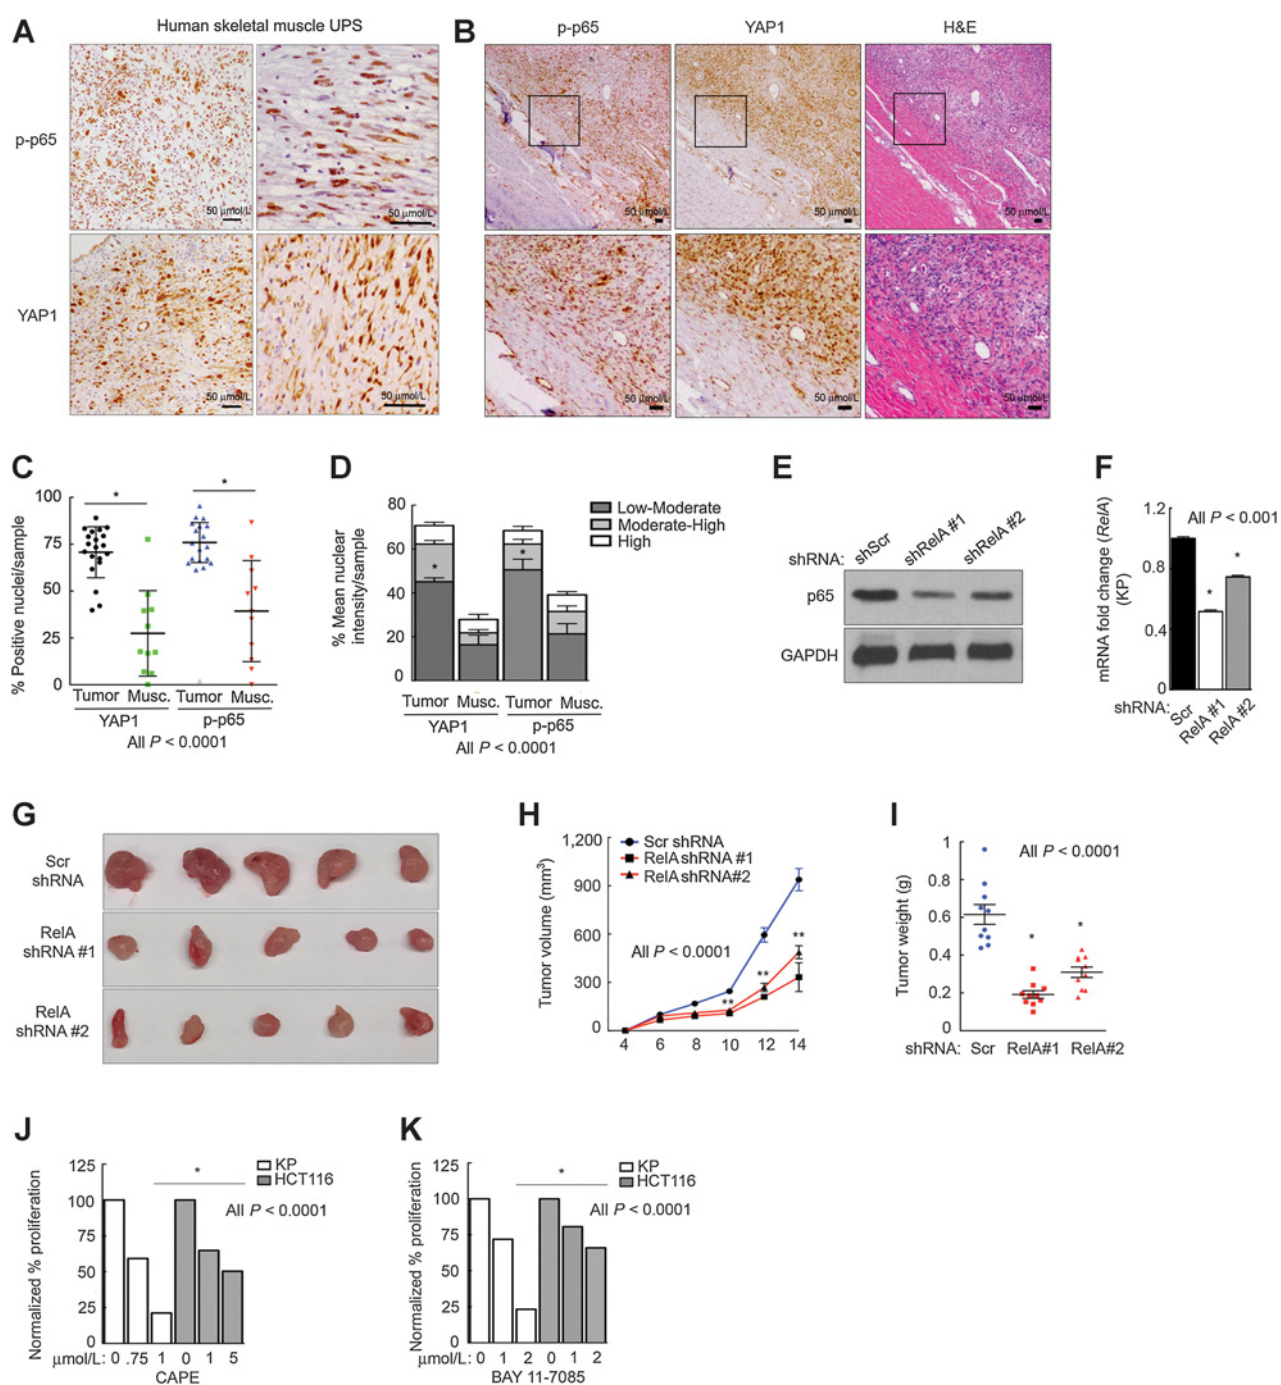 A
Human skeletal muscle UPS
p-p65
50 μmol/L
50 μmol/L
YAP1
50 μmol/L
50 μmol/L
B
p-p65
YAP1
H&E
50 μmol/L
50 μmol/L
50 μmol/L
50 μmol/L
50 μmol/L
50 μmol/L
C
% Positive nuclei/sample
100
75
50
25
0
*
*
Tumor Musc. Tumor Musc.
YAP1 p-p65
All P < 0.0001
D
% Mean nuclear
intensity/sample
80
60
40
20
0
*
*
Low-Moderate
Moderate-High
High
Tumor Musc. Tumor Musc.
YAP1 p-p65
All P < 0.0001
E
shRNA: shScr shRelA #1 shRelA #2
p65
GAPDH
F
mRNA fold change (RelA)
(KP)
1.2
0.8
0.4
0
All P < 0.001
*
*
shRNA: Scr RelA #1 RelA #2
G
Scr
shRNA
RelA
shRNA #1
RelA
shRNA #2
H
Tumor volume (mm³)
1,200
900
600
300
0
Scr shRNA
RelA shRNA #1
RelA shRNA#2
All P < 0.0001
**
**
**
4 6 8 10 12 14
I
Tumor weight (g)
1
0.8
0.6
0.4
0.2
0
All P < 0.0001
*
*
shRNA: Scr RelA#1 RelA#2
J
Normalized % proliferation
125
100
75
50
25
0
*
KP
HCT116
All P < 0.0001
μmol/L: 0 .75 1 0 1 5
CAPE
K
Normalized % proliferation
125
100
75
50
25
0
*
KP
HCT116
All P < 0.0001
μmol/L: 0 1 2 0 1 2
BAY 11-7085